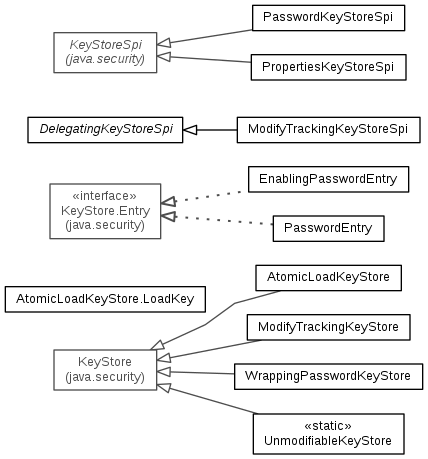 PasswordKeyStoreSpi
KeyStoreSpi
(java.security)
PropertiesKeyStoreSpi
DelegatingKeyStoreSpi
ModifyTrackingKeyStoreSpi
EnablingPasswordEntry
«interface»
KeyStore.Entry
(java.security)
PasswordEntry
AtomicLoadKeyStore
AtomicLoadKeyStore.LoadKey
ModifyTrackingKeyStore
KeyStore
(java.security)
WrappingPasswordKeyStore
«static»
UnmodifiableKeyStore